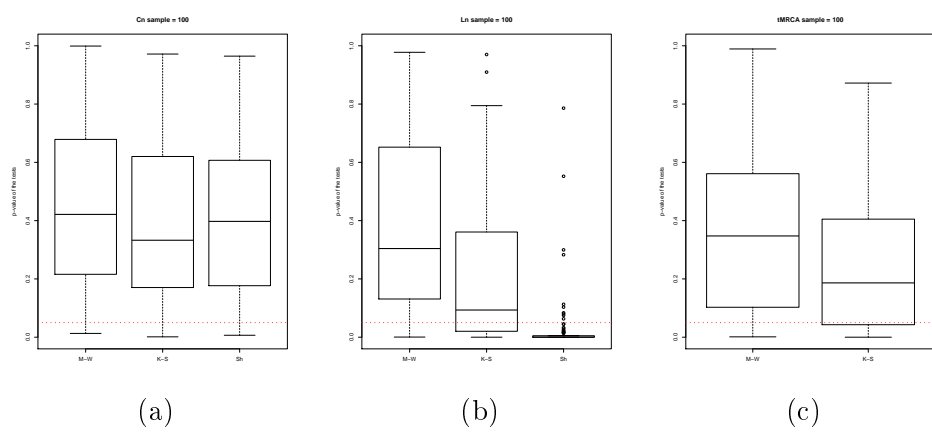 Cn sample = 100
p-value of the tests
1.0
0.8
0.6
0.4
0.2
0.0
M-W K-S Sh
(a)
Ln sample = 100
p-value of the tests
1.0
0.8
0.6
0.4
0.2
0.0
M-W K-S Sh
(b)
tMRCA sample = 100
p-value of the tests
1.0
0.8
0.6
0.4
0.2
0.0
M-W K-S
(c)